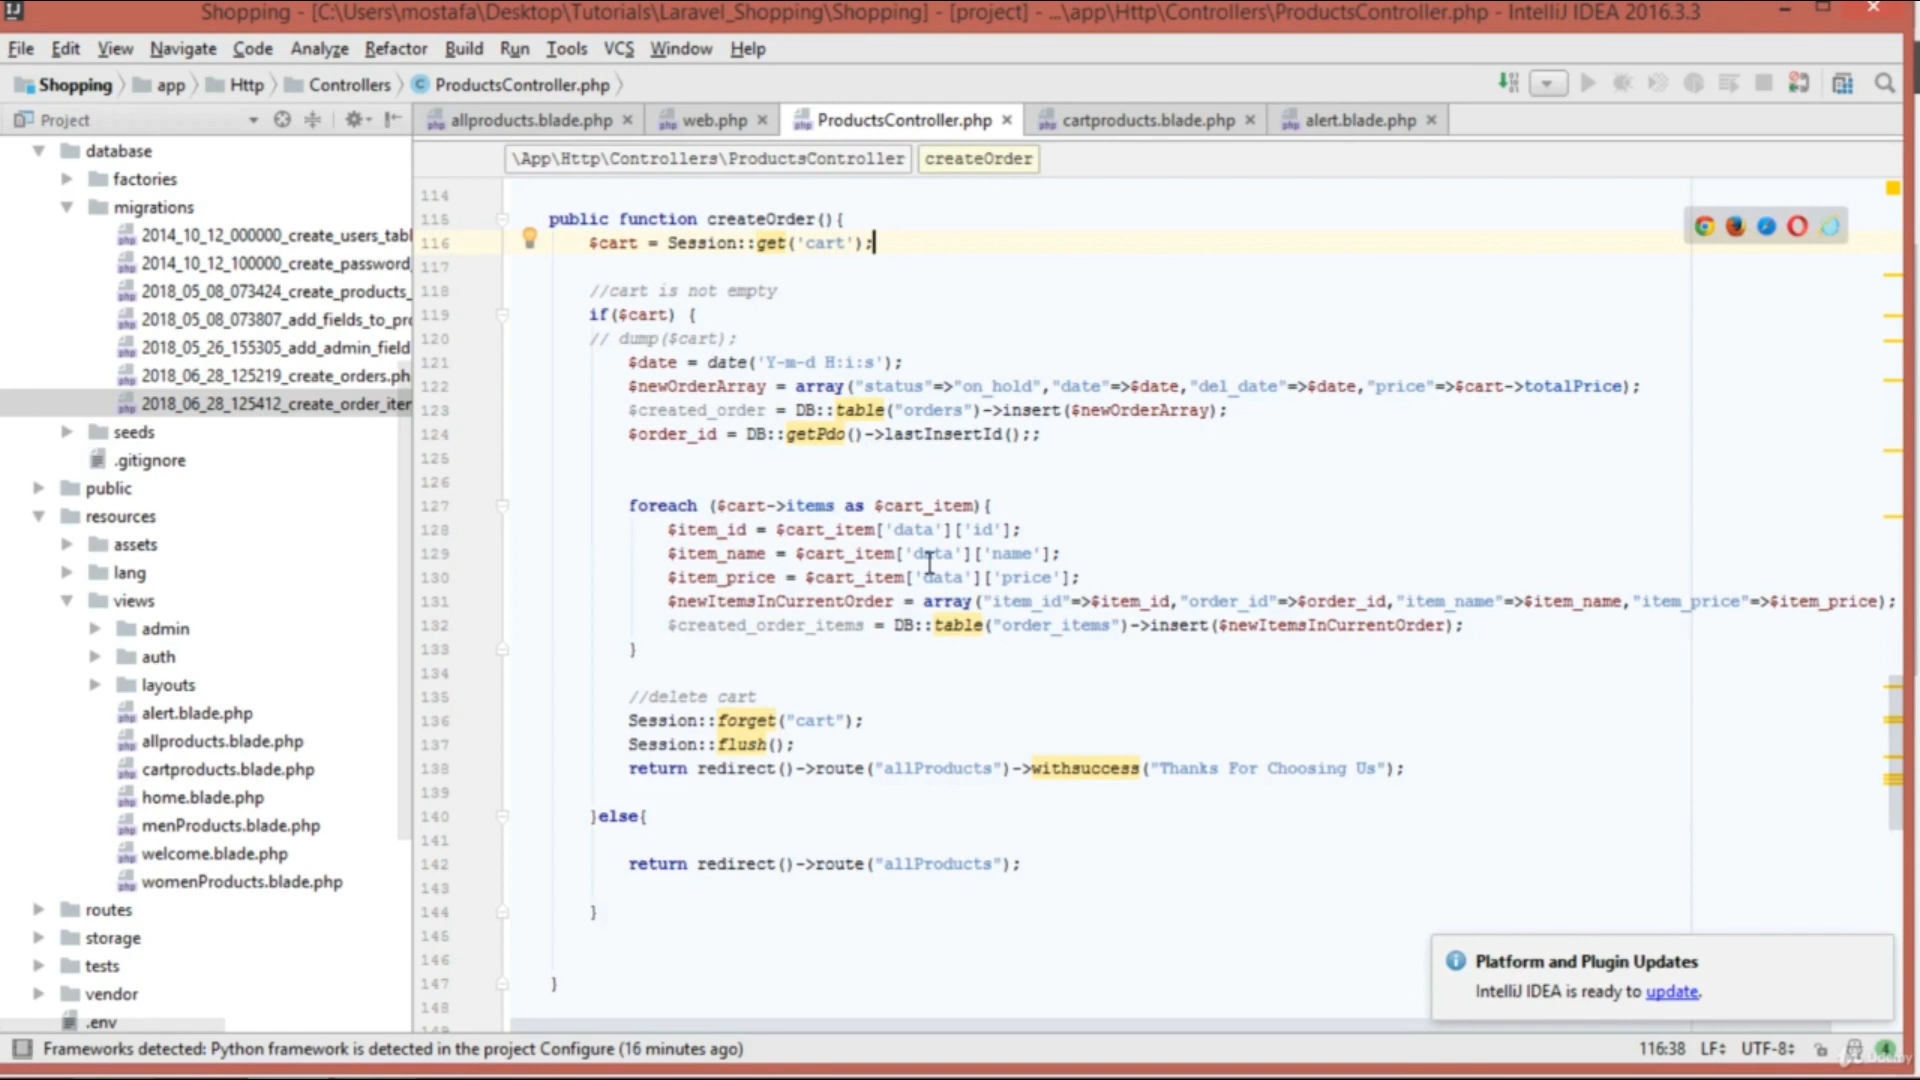 Shopping - [C:\Users\mostafa\Desktop\Tutorials\Laravel_Shopping\Shopping] - [project] - ...\app\Http\Controllers\ProductsController.php - IntelliJ IDEA 2016.3.3
File Edit View Navigate Code Analyze Refactor Build Run Tools VCS Window Help
Shopping app Http Controllers ProductsController.php
Project
allproducts.blade.php web.php ProductsController.php cartproducts.blade.php alert.blade.php
\App\Http\Controllers\ProductsController createOrder
database
factories
migrations
2014_10_12_000000_create_users_tabl
2014_10_12_100000_create_password_
2018_05_08_073424_create_products_
2018_05_08_073807_add_fields_to_pro
2018_05_26_155305_add_admin_field
2018_06_28_125219_create_orders.ph
2018_06_28_125412_create_order_iter
seeds
.gitignore
public
resources
assets
lang
views
admin
auth
layouts
alert.blade.php
allproducts.blade.php
cartproducts.blade.php
home.blade.php
menProducts.blade.php
welcome.blade.php
womenProducts.blade.php
routes
storage
tests
vendor
.env
114
115 public function createOrder(){
116 $cart = Session::get('cart');
117
118 //cart is not empty
119 if($cart) {
120 // dump($cart);
121 $date = date('Y-m-d H:i:s');
122 $newOrderArray = array("status"=>"on_hold","date"=>$date,"del_date"=>$date,"price"=>$cart->totalPrice);
123 $created_order = DB::table("orders")->insert($newOrderArray);
124 $order_id = DB::getPdo()->lastInsertId();;
125
126
127 foreach ($cart->items as $cart_item){
128 $item_id = $cart_item['data']['id'];
129 $item_name = $cart_item['data']['name'];
130 $item_price = $cart_item['data']['price'];
131 $newItemsInCurrentOrder = array("item_id"=>$item_id,"order_id"=>$order_id,"item_name"=>$item_name,"item_price"=>$item_price);
132 $created_order_items = DB::table("order_items")->insert($newItemsInCurrentOrder);
133 }
134
135 //delete cart
136 Session::forget("cart");
137 Session::flush();
138 return redirect()->route("allProducts")->withsuccess("Thanks For Choosing Us");
139
140 }else{
141
142 return redirect()->route("allProducts");
143
144 }
145
146
147 }
148
149
Platform and Plugin Updates
IntelliJ IDEA is ready to update.
Frameworks detected: Python framework is detected in the project Configure (16 minutes ago)
116:38 LF UTF-8 4
Udemy